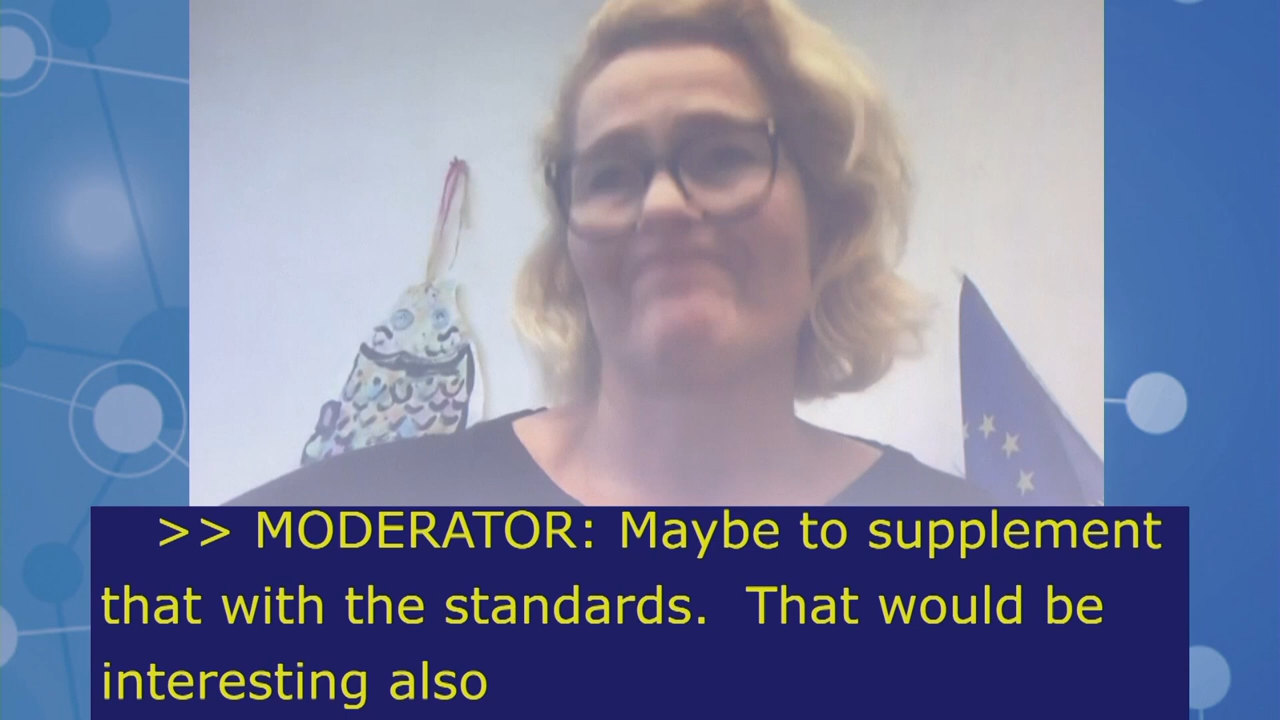 >> MODERATOR: Maybe to supplement
that with the standards.  That would be
interesting also